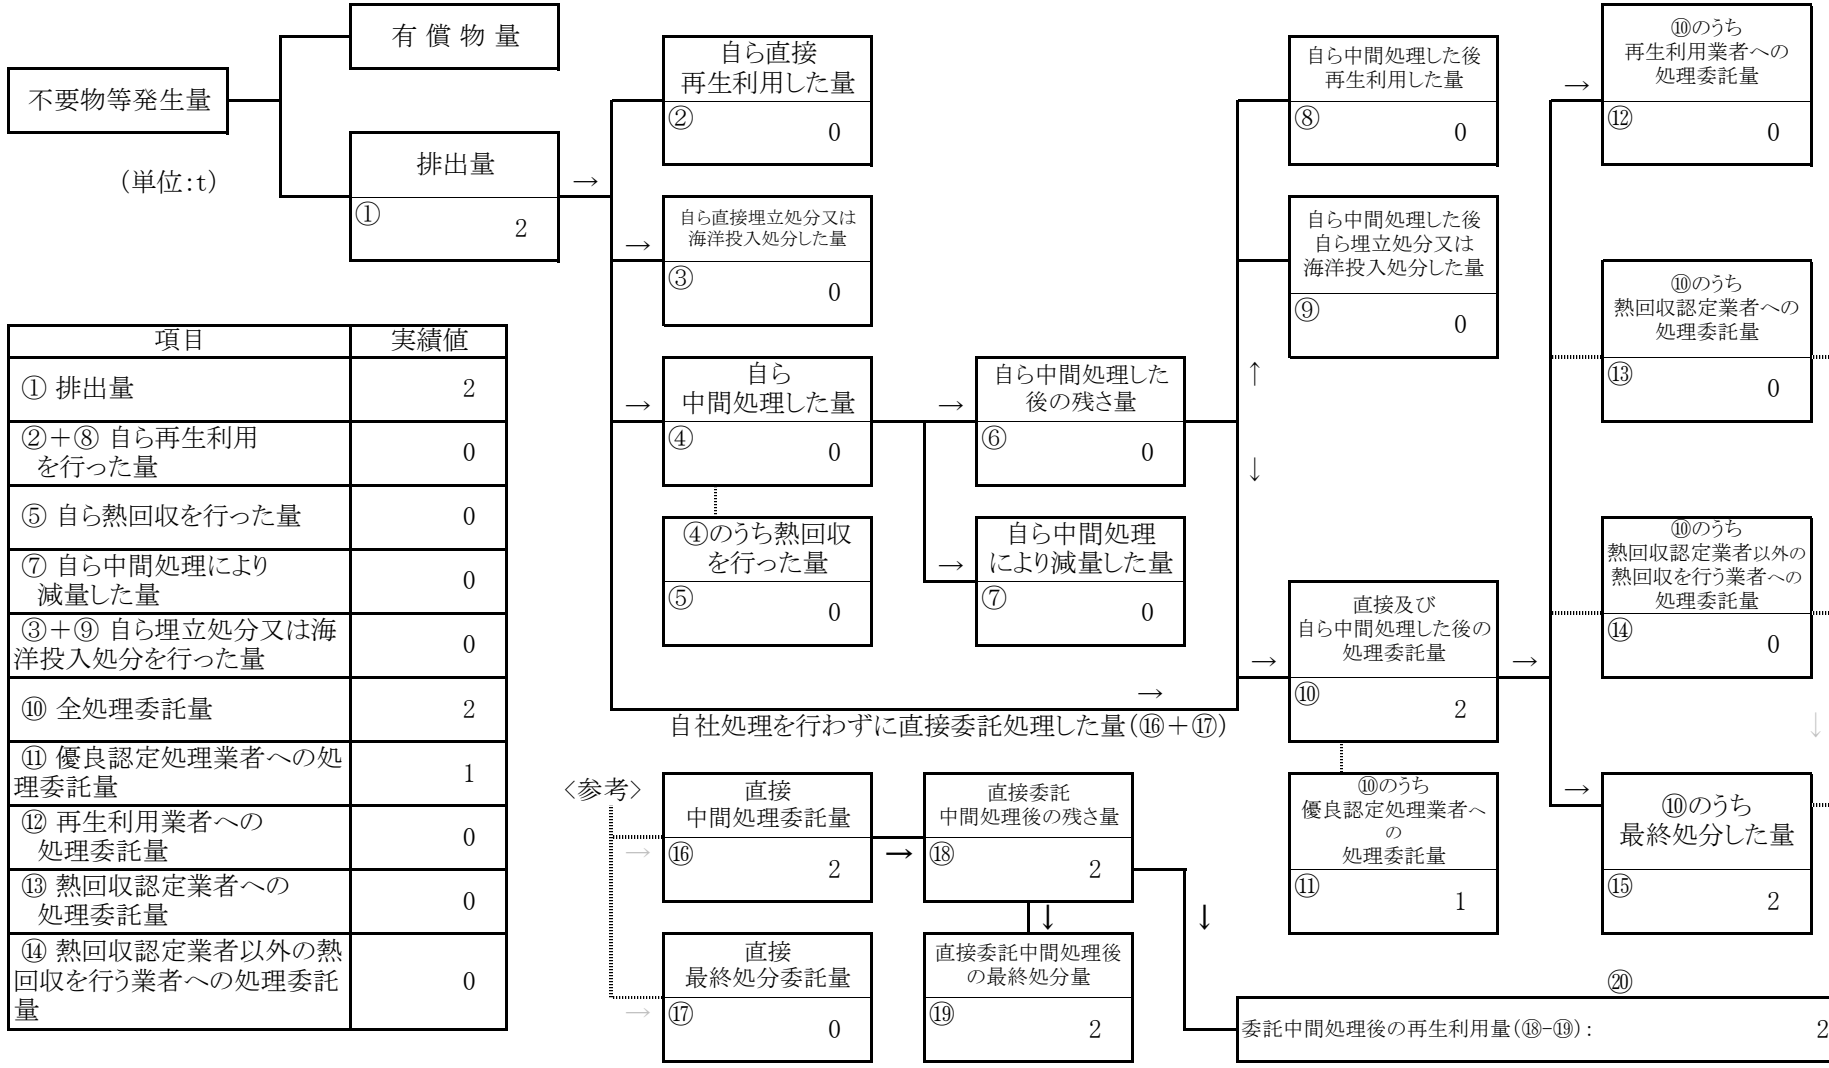 有 償 物 量
不要物等発生量
(単位:t)
排出量
①
2
→
自ら直接
再生利用した量
②
0
→
自ら直接埋立処分又は
海洋投入処分した量
③
0
→
自ら
中間処理した量
④
0
④のうち熱回収
を行った量
⑤
0
→
自ら中間処理した
後の残さ量
⑥
0
→
自ら中間処理
により減量した量
⑦
0
自ら中間処理した後
再生利用した量
⑧
0
自ら中間処理した後
自ら埋立処分又は
海洋投入処分した量
⑨
0
↑
↓
→
自社処理を行わずに直接委託処理した量(⑯+⑰)
→
直接及び
自ら中間処理した後の
処理委託量
⑩
2
⑩のうち
優良認定処理業者へ
の
処理委託量
⑪
1
→
→
⑩のうち
再生利用業者への
処理委託量
⑫
0
⑩のうち
熱回収認定業者への
処理委託量
⑬
0
⑩のうち
熱回収認定業者以外の
熱回収を行う業者への
処理委託量
⑭
0
↓
→
⑩のうち
最終処分した量
⑮
2
項目 実績値
① 排出量 2
②+⑧ 自ら再生利用
を行った量 0
⑤ 自ら熱回収を行った量 0
⑦ 自ら中間処理により
減量した量 0
③+⑨ 自ら埋立処分又は海
洋投入処分を行った量 0
⑩ 全処理委託量 2
⑪ 優良認定処理業者への処
理委託量 1
⑫ 再生利用業者への
処理委託量 0
⑬ 熱回収認定業者への
処理委託量 0
⑭ 熱回収認定業者以外の熱
回収を行う業者への処理委託
量 0
<参考>
→
直接
中間処理委託量
⑯
2
→
直接委託
中間処理後の残さ量
⑱
2
↓
↓
→
直接
最終処分委託量
⑰
0
直接委託中間処理後
の最終処分量
⑲
2
⑳
委託中間処理後の再生利用量(⑱-⑲): 2